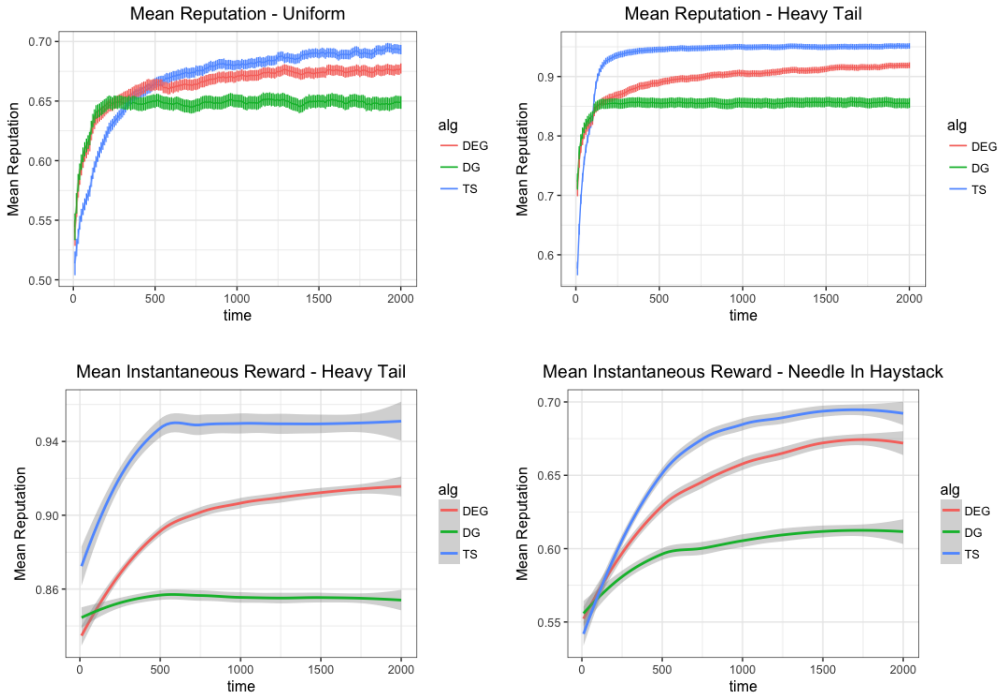 Mean Reputation - Uniform
Mean Reputation
0.70
0.65
0.60
0.55
0.50
0
500
1000
1500
2000
time
alg
DEG
DG
TS
Mean Reputation - Heavy Tail
Mean Reputation
0.9
0.8
0.7
0.6
0
500
1000
1500
2000
time
alg
DEG
DG
TS
Mean Instantaneous Reward - Heavy Tail
Mean Reputation
0.94
0.90
0.86
0
500
1000
1500
2000
time
alg
DEG
DG
TS
Mean Instantaneous Reward - Needle In Haystack
Mean Reputation
0.70
0.65
0.60
0.55
0
500
1000
1500
2000
time
alg
DEG
DG
TS